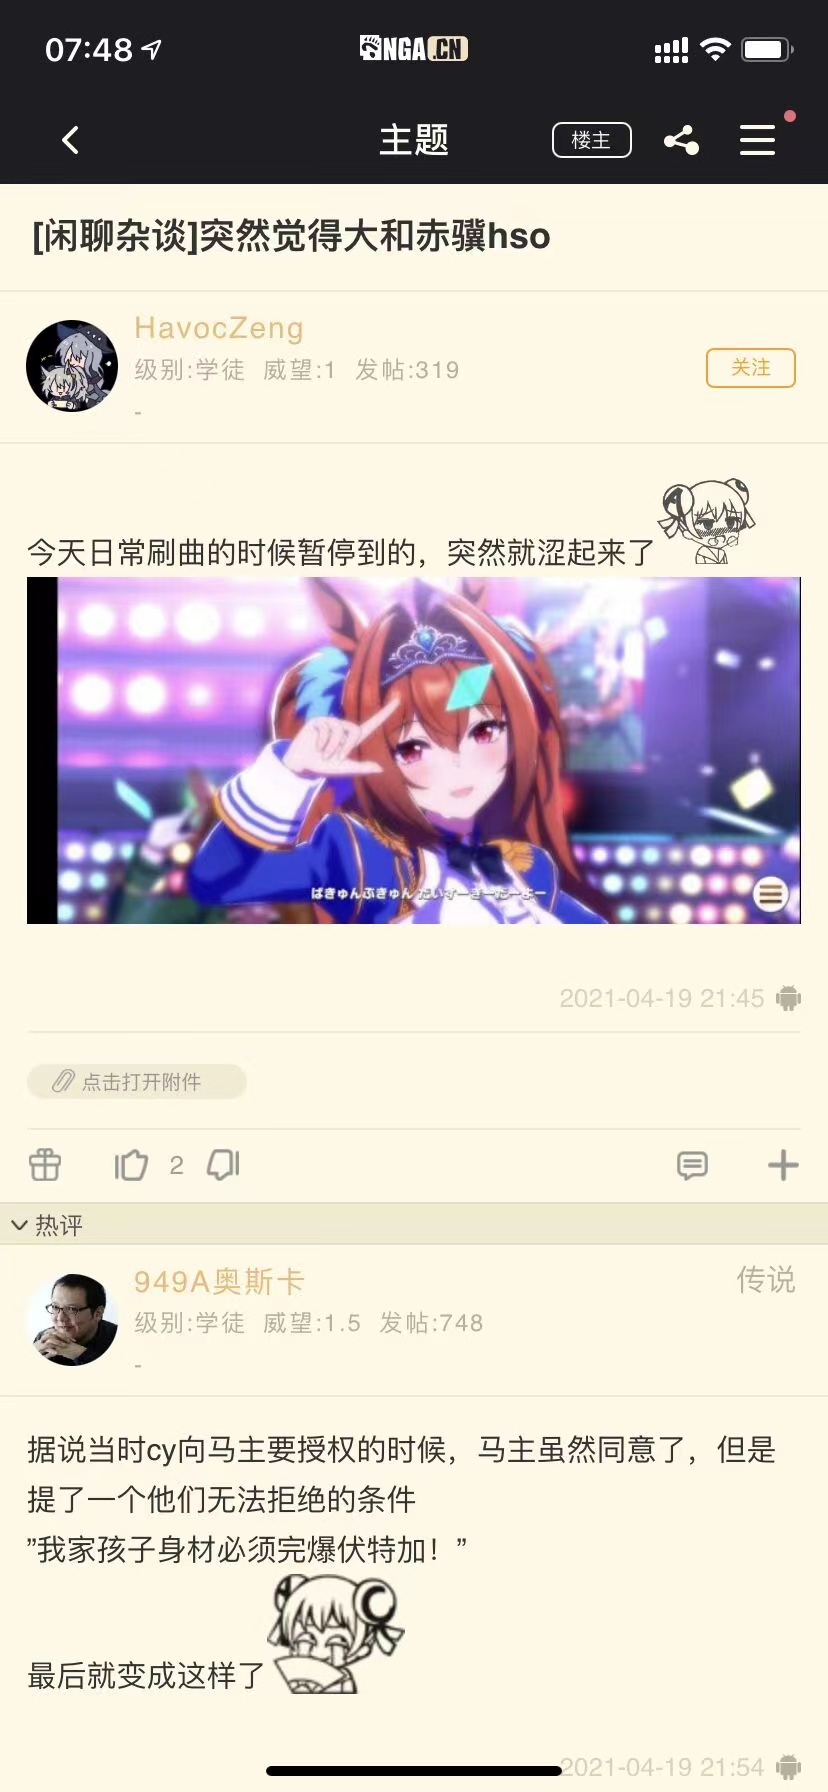 07:48
NGA.CN
主题
楼主
[闲聊杂谈]突然觉得大和赤骥hso
HavocZeng
级别:学徒 威望:1 发帖:319
-
关注
今天日常刷曲的时候暂停到的，突然就涩起来了
ばきゅんぶきゅん だいすーきーだーよー
2021-04-19 21:45
点击打开附件
2
热评
949A奥斯卡
传说
级别:学徒 威望:1.5 发帖:748
-
据说当时cy向马主要授权的时候，马主虽然同意了，但是
提了一个他们无法拒绝的条件
”我家孩子身材必须完爆伏特加！”
最后就变成这样了
2021-04-19 21:54